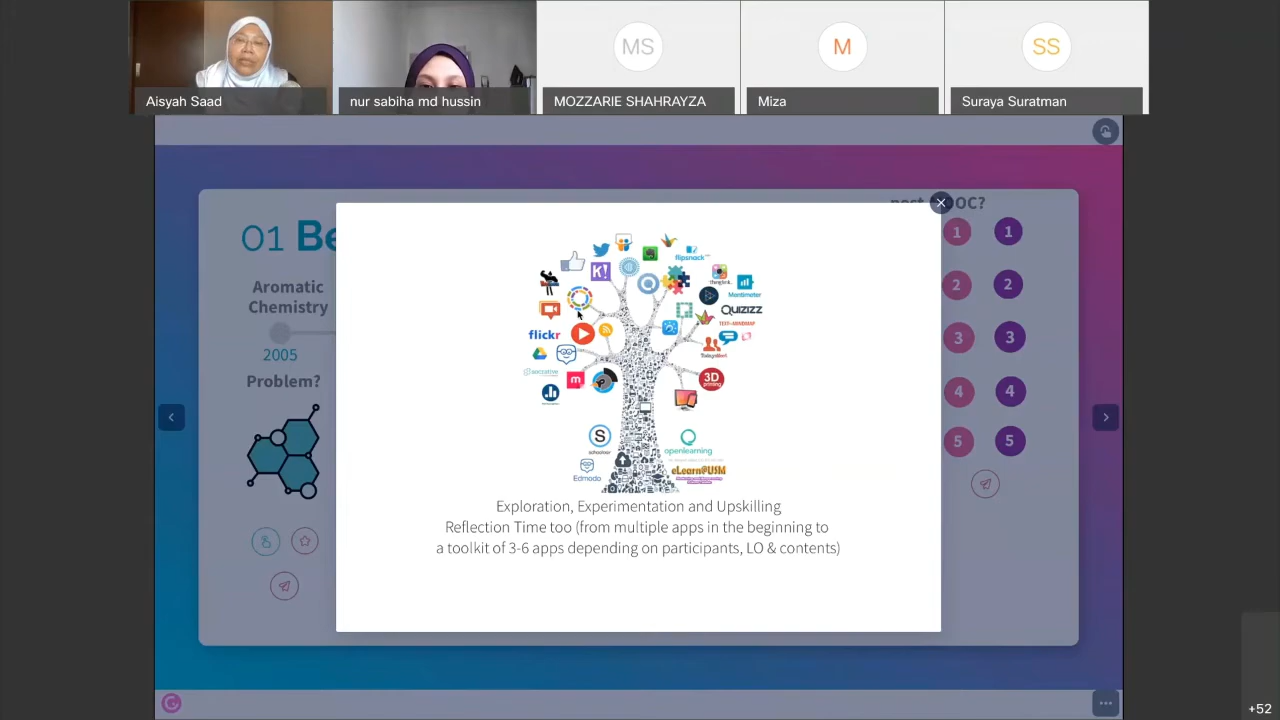 MS
M
SS
Aisyah Saad
nur sabiha md hussin
MOZZARIE SHAHRAYZA
Miza
Suraya Suratman
01 Be
Aromatic
Chemistry
2005
Problem?
OOC?
1 1
2 2
3 3
4 4
5 5
K!
flipsnack
Mentimeter
QUIZIZZ
flickr
socrative
m
3D
printing
S
schoology
openlearning
Edmodo
eLearn@USM
Exploration, Experimentation and Upskilling
Reflection Time too (from multiple apps in the beginning to
a toolkit of 3-6 apps depending on participants, LO & contents)
+52